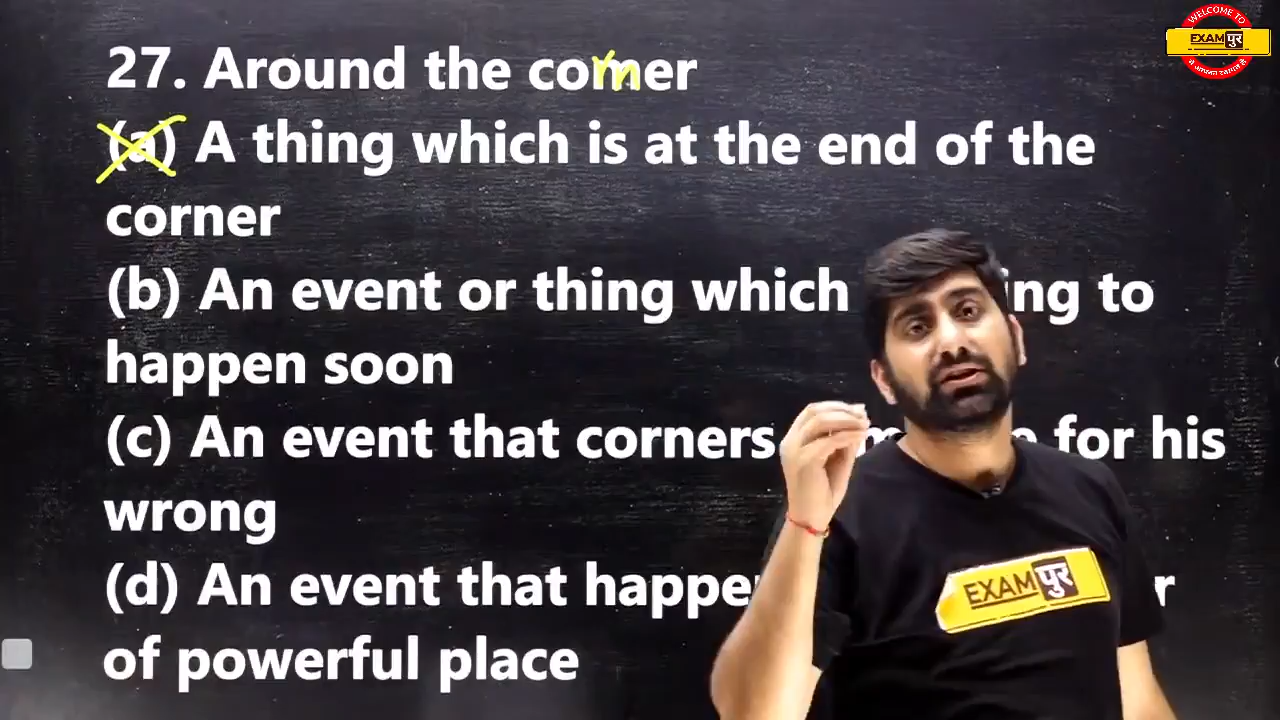 WELCOME TO
EXAMपुर
27. Around the corner
(a) A thing which is at the end of the
corner
(b) An event or thing which ing to
happen soon
(c) An event that corners for his
wrong
(d) An event that happe r
of powerful place
EXAMपुर